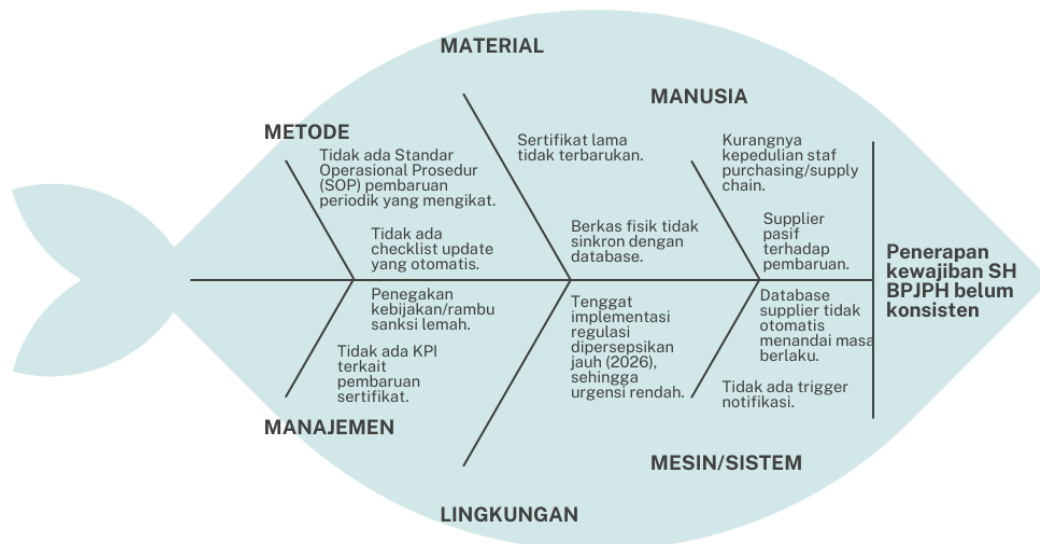 MATERIAL
MANUSIA
METODE
Tidak ada Standar
Operasional Prosedur
(SOP) pembaruan
periodik yang mengikat.
Tidak ada
checklist update
yang otomatis.
Sertifikat lama
tidak terbarukan.
Berkas fisik tidak
sinkron dengan
database.
Kurangnya
kepedulian staf
purchasing/supply
chain.
Supplier
pasif
terhadap
pembaruan.
Penerapan
kewajiban SH
BPJPH belum
konsisten
Penegakan
kebijakan/rambu
sanksi lemah.
Tidak ada KPI
terkait
pembaruan
sertifikat.
Tenggat
implementasi
regulasi
dipersepsikan
jauh (2026),
sehingga
urgensi rendah.
Database
supplier tidak
otomatis
menandai masa
berlaku.
Tidak ada trigger
notifikasi.
MANAJEMEN
MESIN/SISTEM
LINGKUNGAN